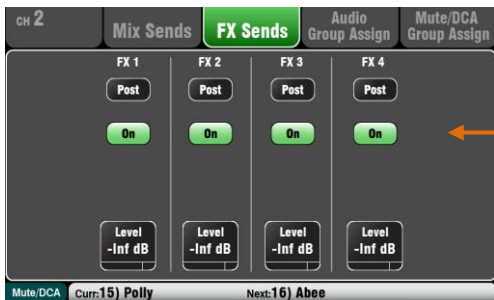 CH 2
Mix Sends
FX Sends
Audio
Group Assign
Mute/DCA
Group Assign
FX 1 FX 2 FX 3 FX 4
Post Post Post Post
On On On On
Level Level Level Level
-Inf dB -Inf dB -Inf dB -Inf dB
Mute/DCA Curr:15) Polly Next:16) Abee